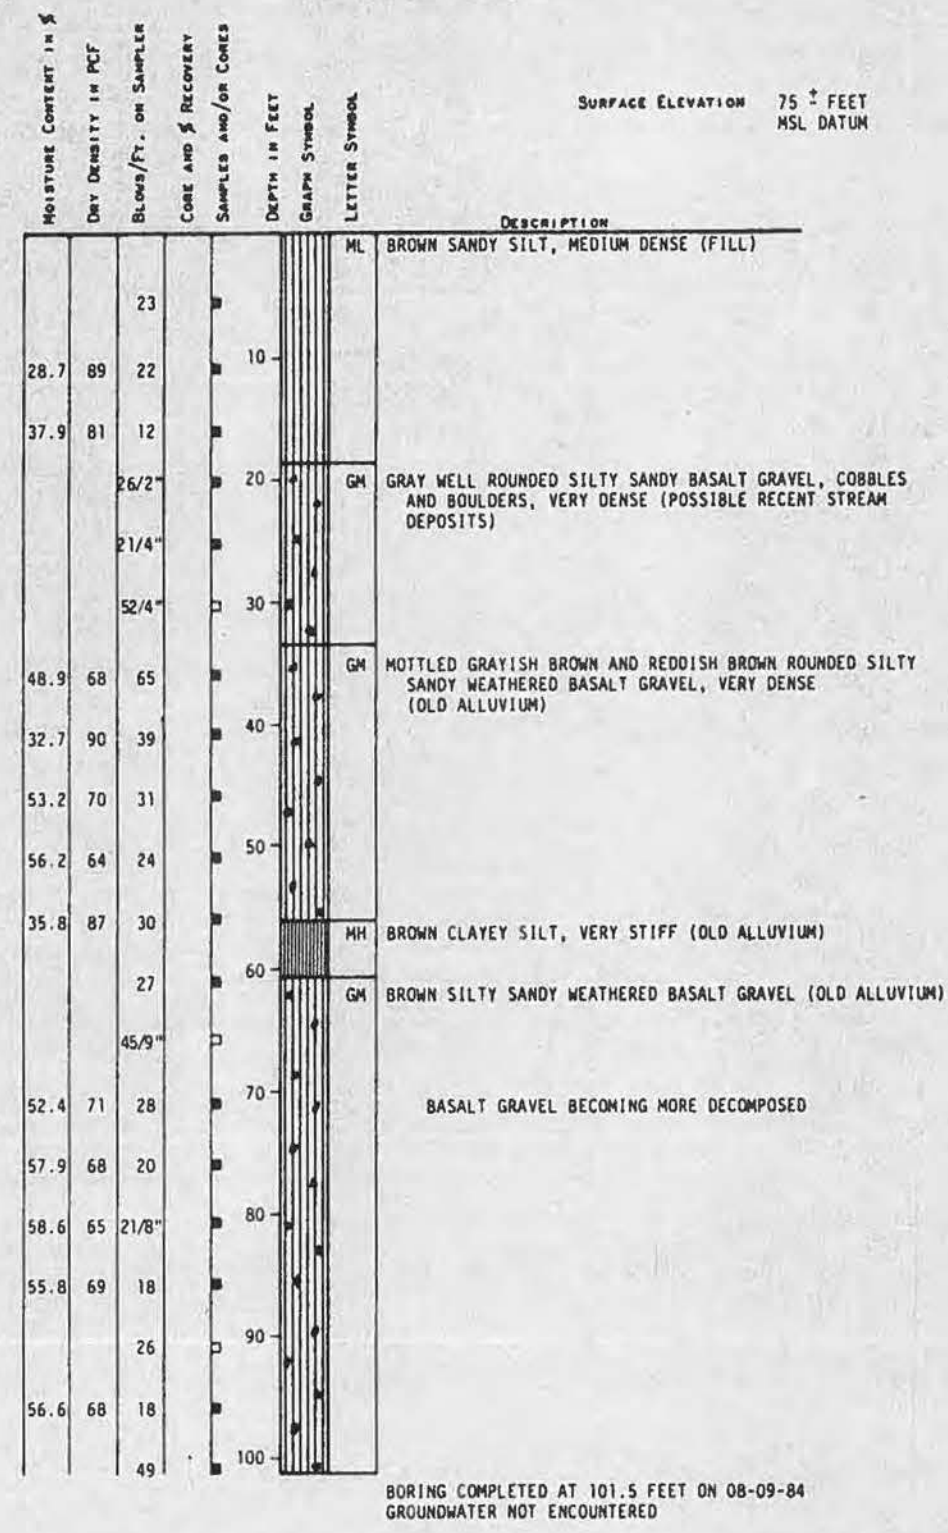 MOISTURE CONTENT IN %
DRY DENSITY IN PCF
BLOWS/FT. ON SAMPLER
CORE AND % RECOVERY
SAMPLES AND/OR CORES
DEPTH IN FEET
GRAPH SYMBOL
LETTER SYMBOL
SURFACE ELEVATION 75 ± FEET
MSL DATUM
DESCRIPTION
ML BROWN SANDY SILT, MEDIUM DENSE (FILL)
23
10
28.7 89 22
37.9 81 12
26/2" 20 GM GRAY WELL ROUNDED SILTY SANDY BASALT GRAVEL, COBBLES
AND BOULDERS, VERY DENSE (POSSIBLE RECENT STREAM
DEPOSITS)
21/4"
52/4" 30
GM MOTTLED GRAYISH BROWN AND REDDISH BROWN ROUNDED SILTY
48.9 68 65 SANDY WEATHERED BASALT GRAVEL, VERY DENSE
(OLD ALLUVIUM)
40
32.7 90 39
53.2 70 31
50
56.2 64 24
35.8 87 30
MH BROWN CLAYEY SILT, VERY STIFF (OLD ALLUVIUM)
60
27
GM BROWN SILTY SANDY WEATHERED BASALT GRAVEL (OLD ALLUVIUM)
45/9"
70
52.4 71 28 BASALT GRAVEL BECOMING MORE DECOMPOSED
57.9 68 20
80
58.6 65 21/8"
55.8 69 18
90
26
56.6 68 18
100
49
BORING COMPLETED AT 101.5 FEET ON 08-09-84
GROUNDWATER NOT ENCOUNTERED